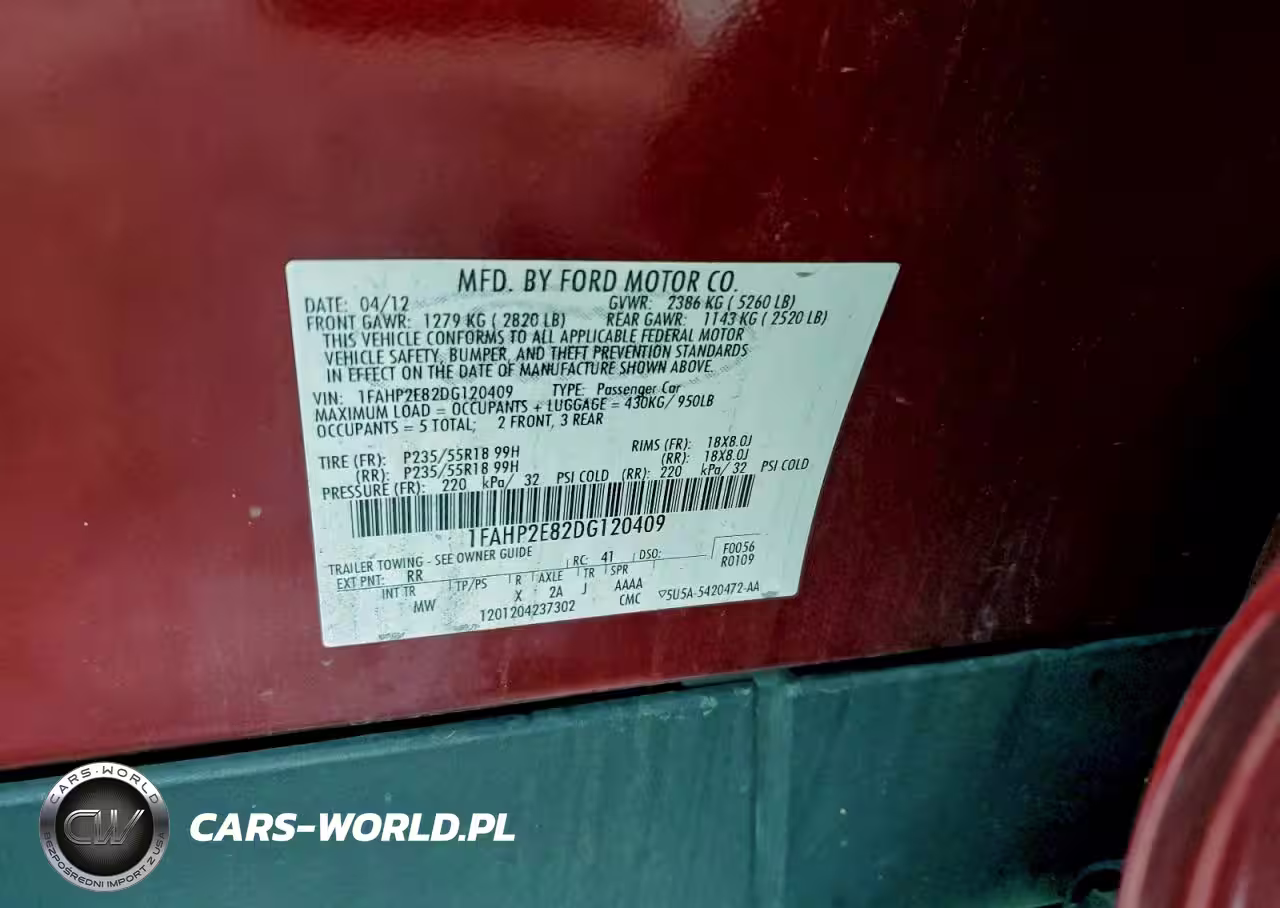 MFD. BY FORD MOTOR CO.
DATE: 04/12 GVWR: 2386 KG ( 5260 LB)
FRONT GAWR: 1279 KG ( 2820 LB) REAR GAWR: 1143 KG ( 2520 LB)
THIS VEHICLE CONFORMS TO ALL APPLICABLE FEDERAL MOTOR
VEHICLE SAFETY, BUMPER, AND THEFT PREVENTION STANDARDS
IN EFFECT ON THE DATE OF MANUFACTURE SHOWN ABOVE.
VIN: 1FAHP2E82DG120409 TYPE: Passenger Car
MAXIMUM LOAD = OCCUPANTS + LUGGAGE = 430KG/ 950LB
OCCUPANTS = 5 TOTAL; 2 FRONT, 3 REAR
TIRE (FR): P235/55R18 99H RIMS (FR): 18X8.0J
(RR): P235/55R18 99H (RR): 18X8.0J
PRESSURE (FR): 220 kPa/ 32 PSI COLD (RR): 220 kPa/ 32 PSI COLD
1FAHP2E82DG120409
TRAILER TOWING - SEE OWNER GUIDE RC: 41 DSO: F0056
EXT PNT: RR R0109
INT TR TP/PS R AXLE TR SPR
MW X 2A J AAAA
1201204237302 CMC ▽5U5A-5420472-AA
CARS-WORLD
CW
BEZPOŚREDNI IMPORT Z USA
CARS-WORLD.PL